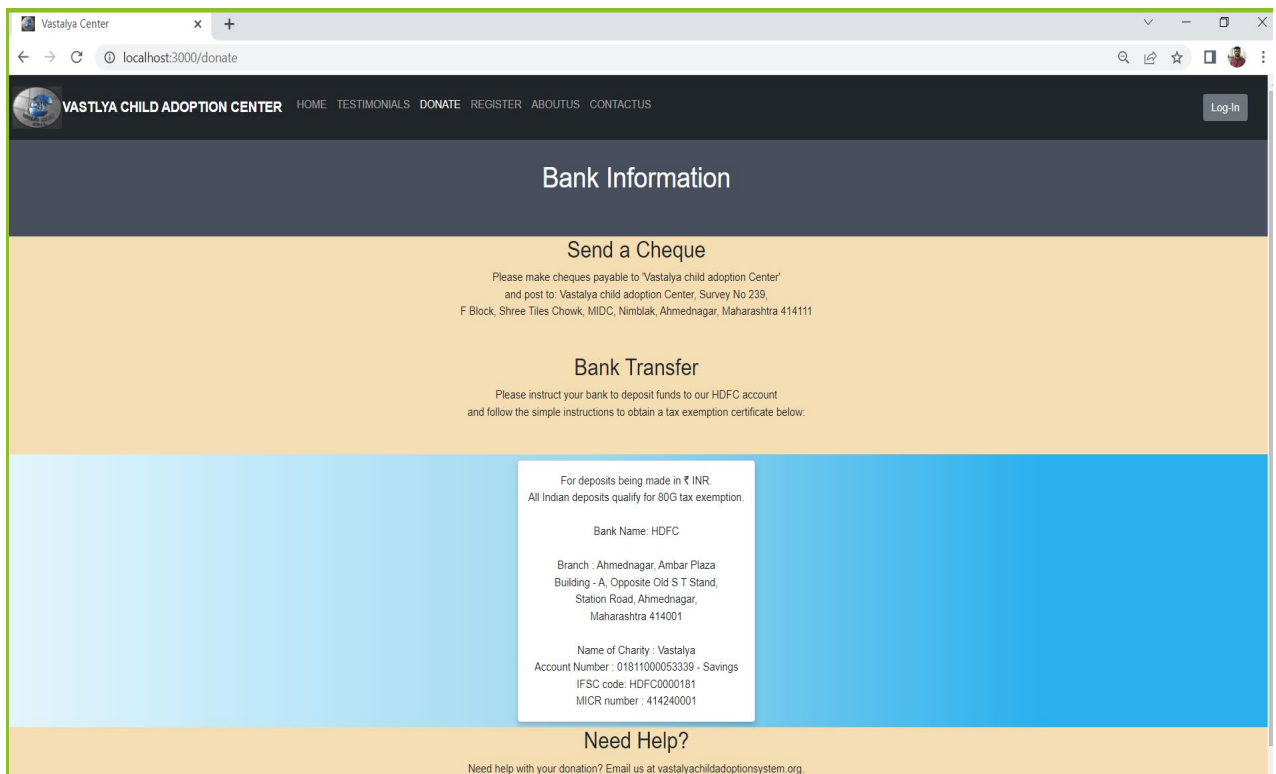 Vastalya Center
localhost:3000/donate
VASTLYA CHILD ADOPTION CENTER HOME TESTIMONIALS DONATE REGISTER ABOUTUS CONTACTUS Log-In
Bank Information
Send a Cheque
Please make cheques payable to 'Vastalya child adoption Center'
and post to: Vastalya child adoption Center, Survey No 239,
F Block, Shree Tiles Chowk, MIDC, Nimblak, Ahmednagar, Maharashtra 414111
Bank Transfer
Please instruct your bank to deposit funds to our HDFC account
and follow the simple instructions to obtain a tax exemption certificate below:
For deposits being made in ₹ INR.
All Indian deposits qualify for 80G tax exemption.
Bank Name: HDFC
Branch : Ahmednagar, Ambar Plaza
Building - A, Opposite Old S T Stand,
Station Road, Ahmednagar,
Maharashtra 414001
Name of Charity : Vastalya
Account Number : 01811000053339 - Savings
IFSC code: HDFC0000181
MICR number : 414240001
Need Help?
Need help with your donation? Email us at vastalyachildadoptionsystem.org.